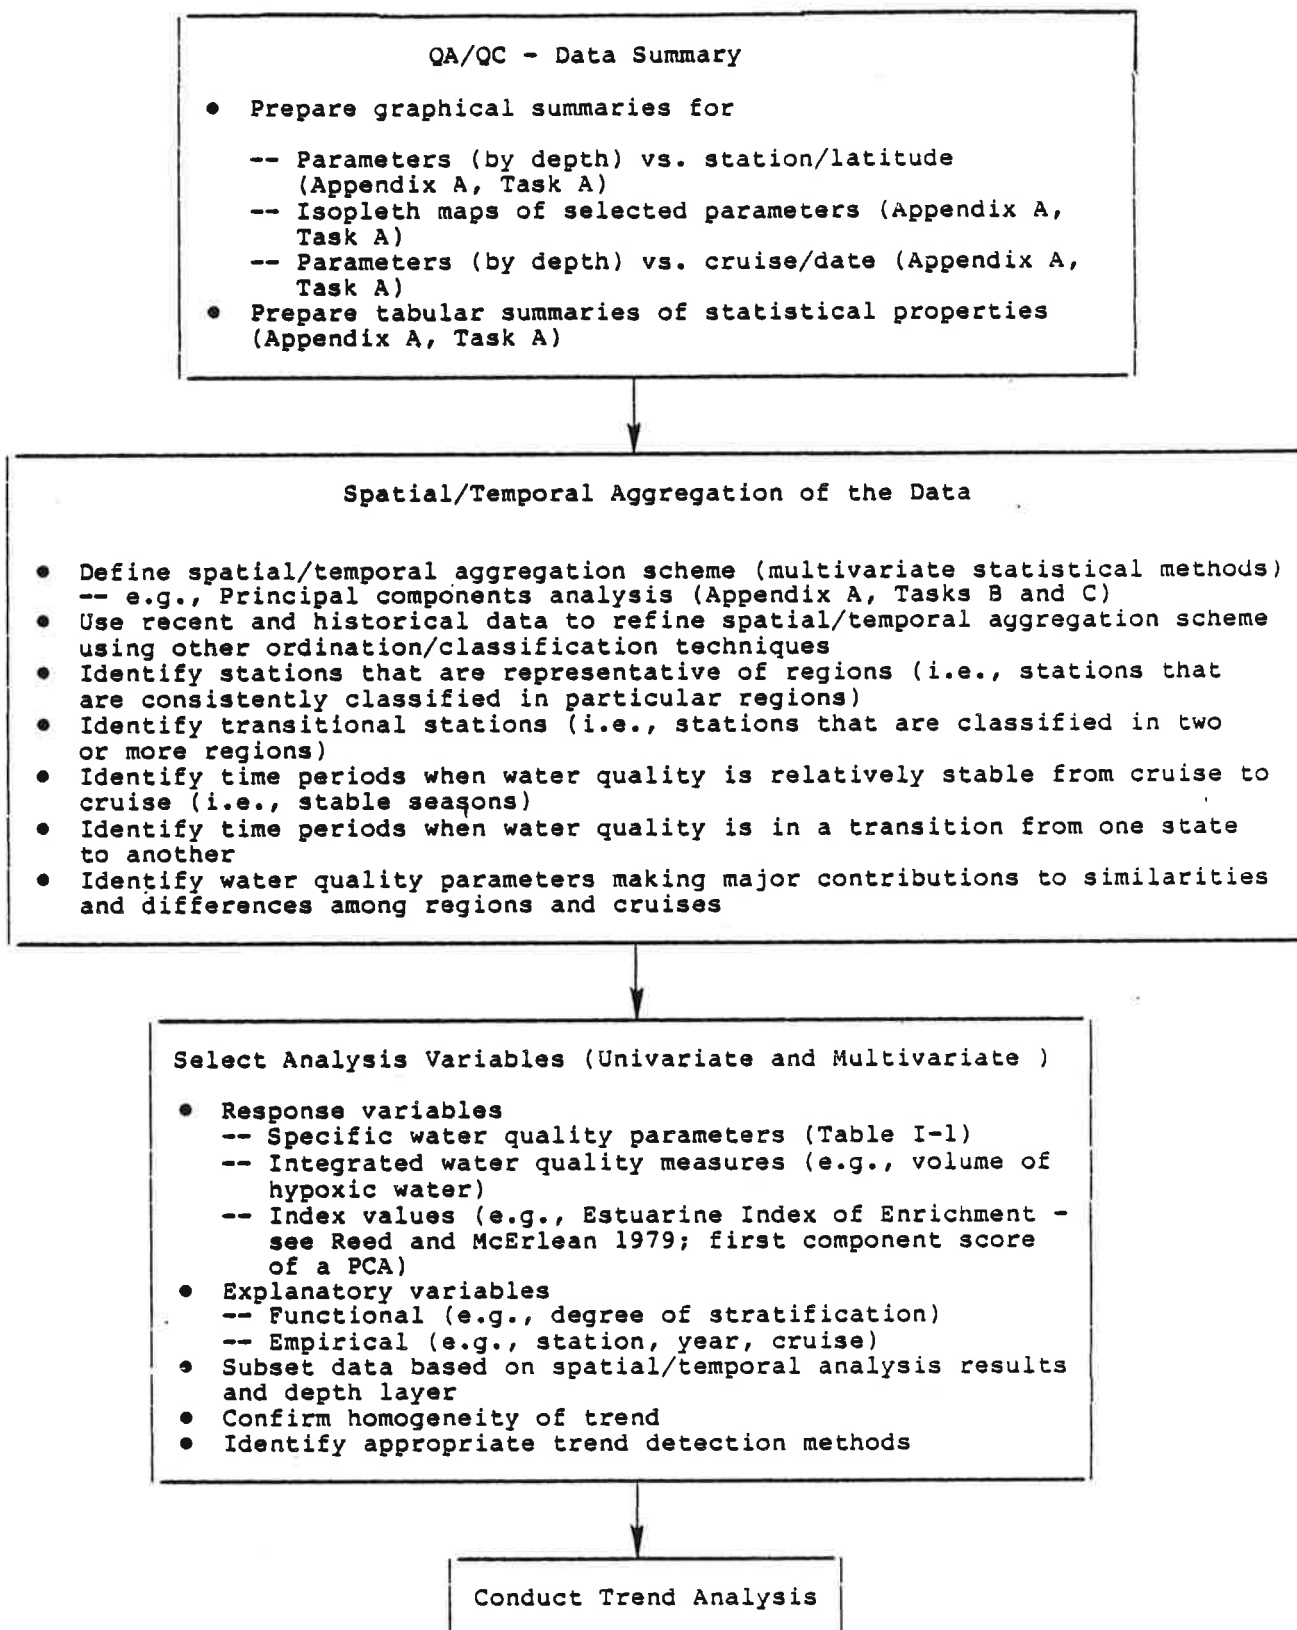 QA/QC - Data Summary
● Prepare graphical summaries for
-- Parameters (by depth) vs. station/latitude
(Appendix A, Task A)
-- Isopleth maps of selected parameters (Appendix A,
Task A)
-- Parameters (by depth) vs. cruise/date (Appendix A,
Task A)
● Prepare tabular summaries of statistical properties
(Appendix A, Task A)
Spatial/Temporal Aggregation of the Data
● Define spatial/temporal aggregation scheme (multivariate statistical methods)
-- e.g., Principal components analysis (Appendix A, Tasks B and C)
● Use recent and historical data to refine spatial/temporal aggregation scheme
using other ordination/classification techniques
● Identify stations that are representative of regions (i.e., stations that
are consistently classified in particular regions)
● Identify transitional stations (i.e., stations that are classified in two
or more regions)
● Identify time periods when water quality is relatively stable from cruise to
cruise (i.e., stable seasons)
● Identify time periods when water quality is in a transition from one state
to another
● Identify water quality parameters making major contributions to similarities
and differences among regions and cruises
Select Analysis Variables (Univariate and Multivariate )
● Response variables
-- Specific water quality parameters (Table I-1)
-- Integrated water quality measures (e.g., volume of
hypoxic water)
-- Index values (e.g., Estuarine Index of Enrichment -
see Reed and McErlean 1979; first component score
of a PCA)
● Explanatory variables
-- Functional (e.g., degree of stratification)
-- Empirical (e.g., station, year, cruise)
● Subset data based on spatial/temporal analysis results
and depth layer
● Confirm homogeneity of trend
● Identify appropriate trend detection methods
Conduct Trend Analysis